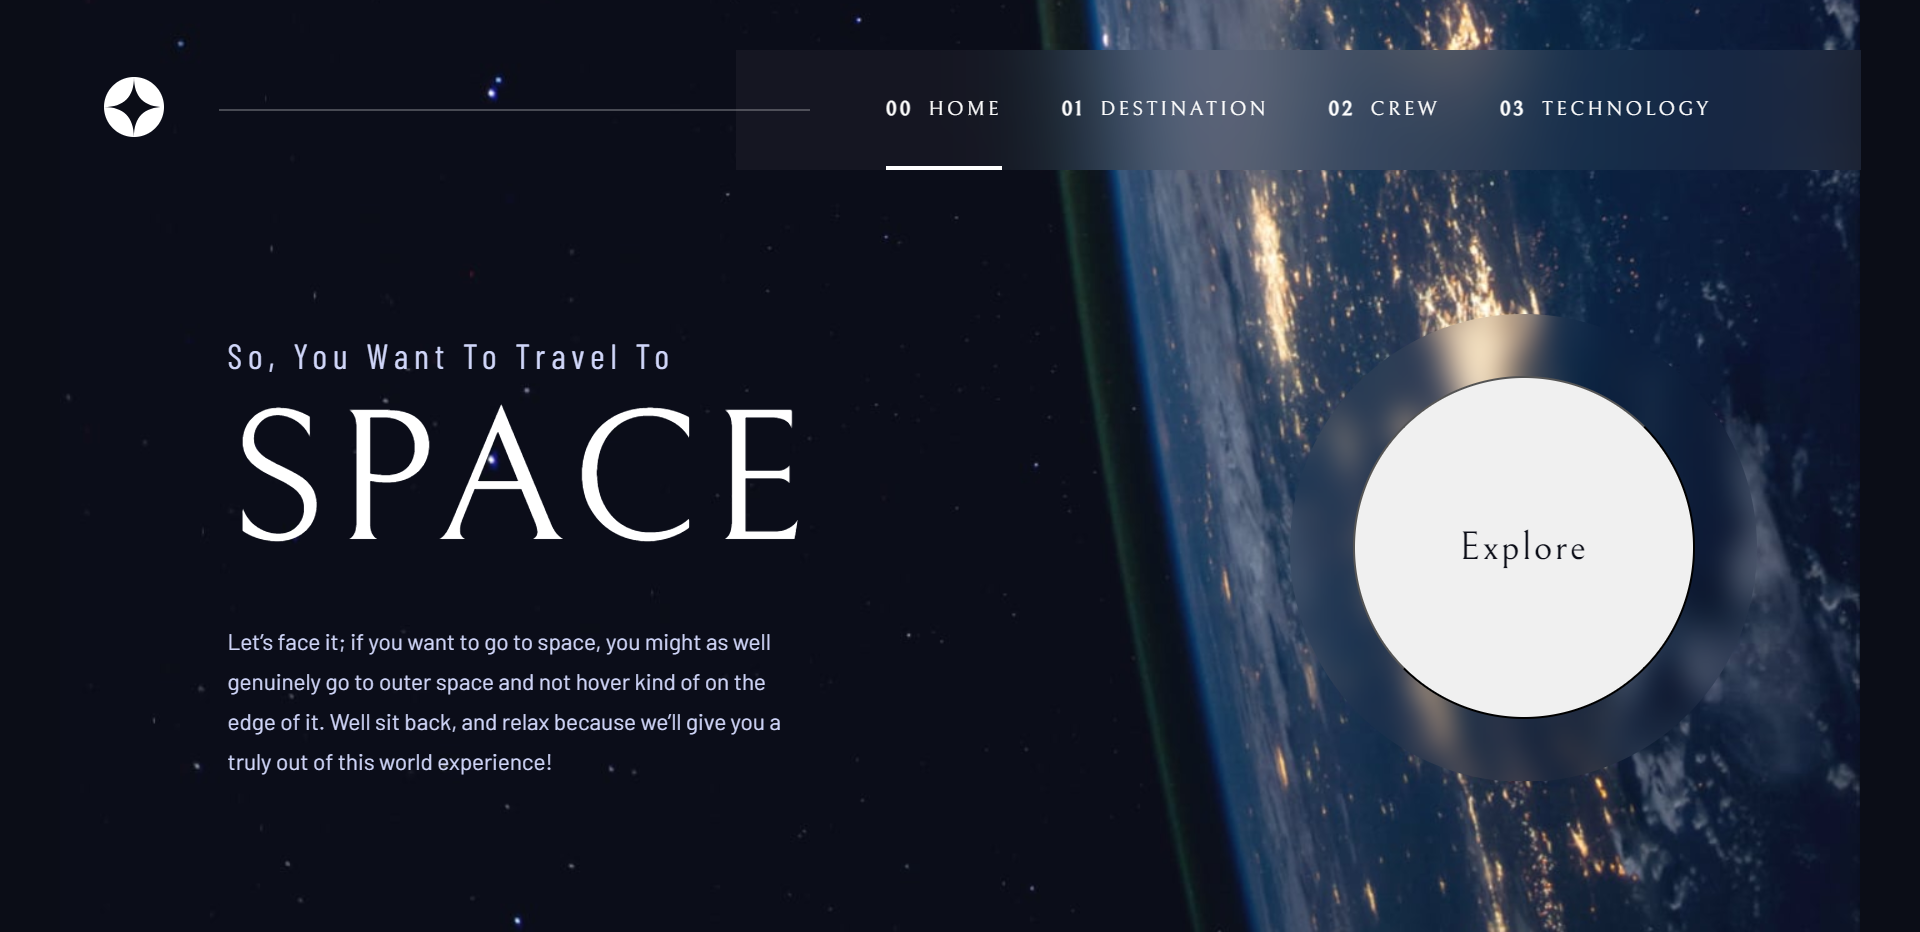 00 HOME 01 DESTINATION 02 CREW 03 TECHNOLOGY
So, You Want To Travel To
SPACE
Let’s face it; if you want to go to space, you might as well
genuinely go to outer space and not hover kind of on the
edge of it. Well sit back, and relax because we’ll give you a
truly out of this world experience!
Explore